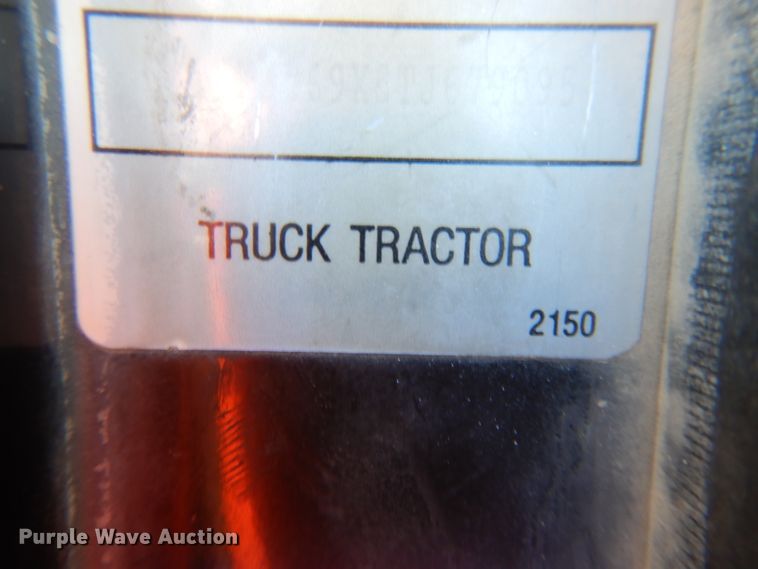 TRUCK TRACTOR
2150
Purple Wave Auction®